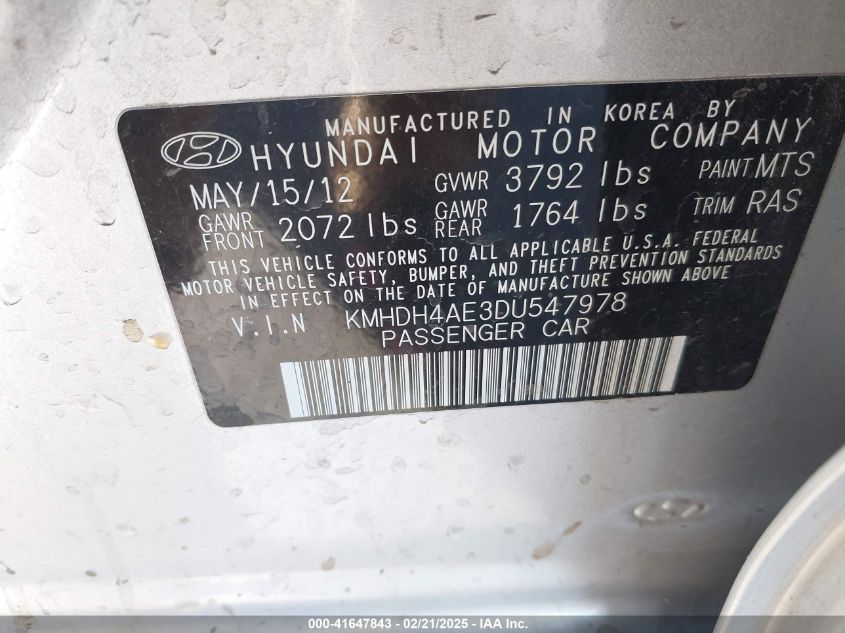 MANUFACTURED IN KOREA BY
HYUNDAI MOTOR COMPANY
MAY/15/12 GVWR 3792 lbs PAINT MTS
GAWR FRONT 2072 lbs GAWR REAR 1764 lbs TRIM RAS
THIS VEHICLE CONFORMS TO ALL APPLICABLE U.S.A. FEDERAL
MOTOR VEHICLE SAFETY, BUMPER, AND THEFT PREVENTION STANDARDS
IN EFFECT ON THE DATE OF MANUFACTURE SHOWN ABOVE
V.I.N KMHDH4AE3DU547978
PASSENGER CAR
000-41647843 - 02/21/2025 - IAA Inc.